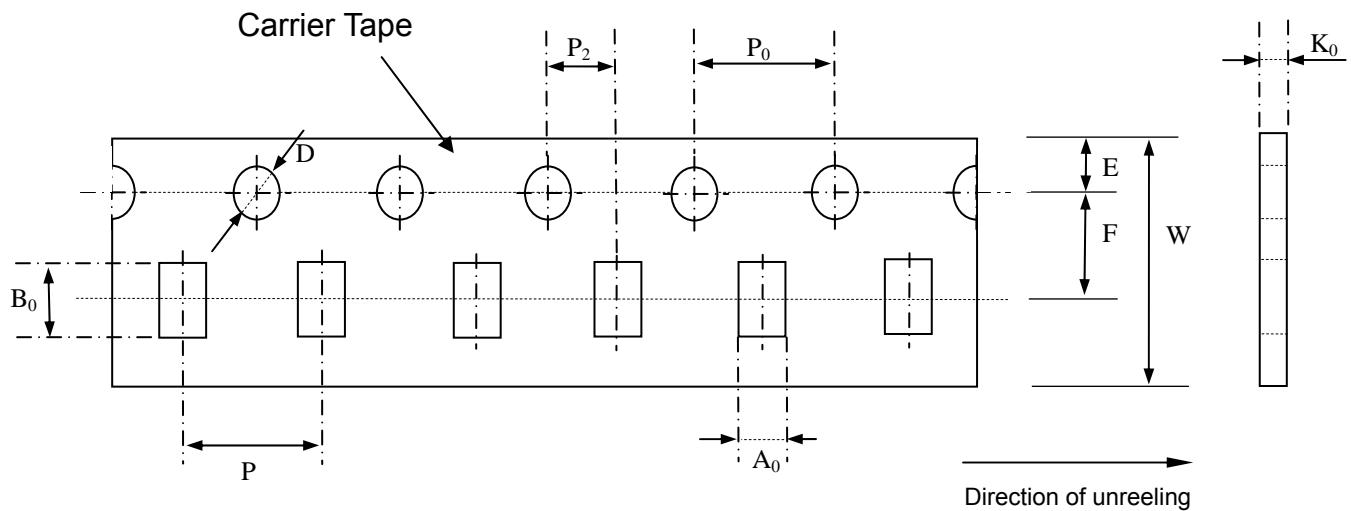 Carrier Tape
P₂
P₀
K₀
D
E
F
W
B₀
P
A₀
Direction of unreeling